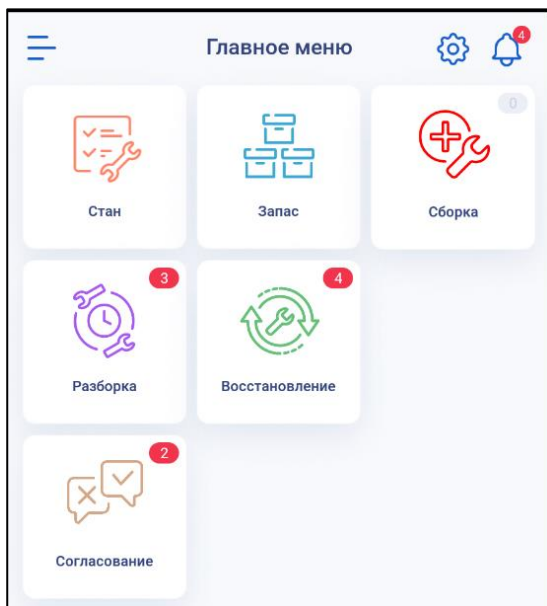 Главное меню
4
0
Стан
Запас
Сборка
3
4
Разборка
Восстановление
2
Согласование